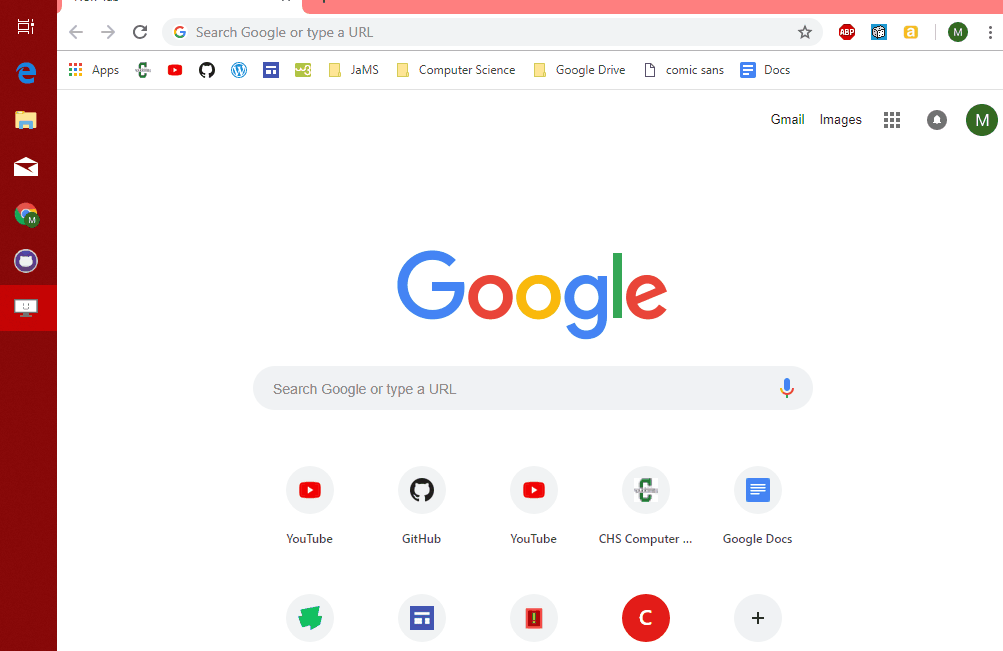 Search Google or type a URL
ABP
a
M
Apps
JaMS
Computer Science
Google Drive
comic sans
Docs
Gmail
Images
M
M
Google
Search Google or type a URL
YouTube
GitHub
YouTube
CHS Computer ...
Google Docs
C